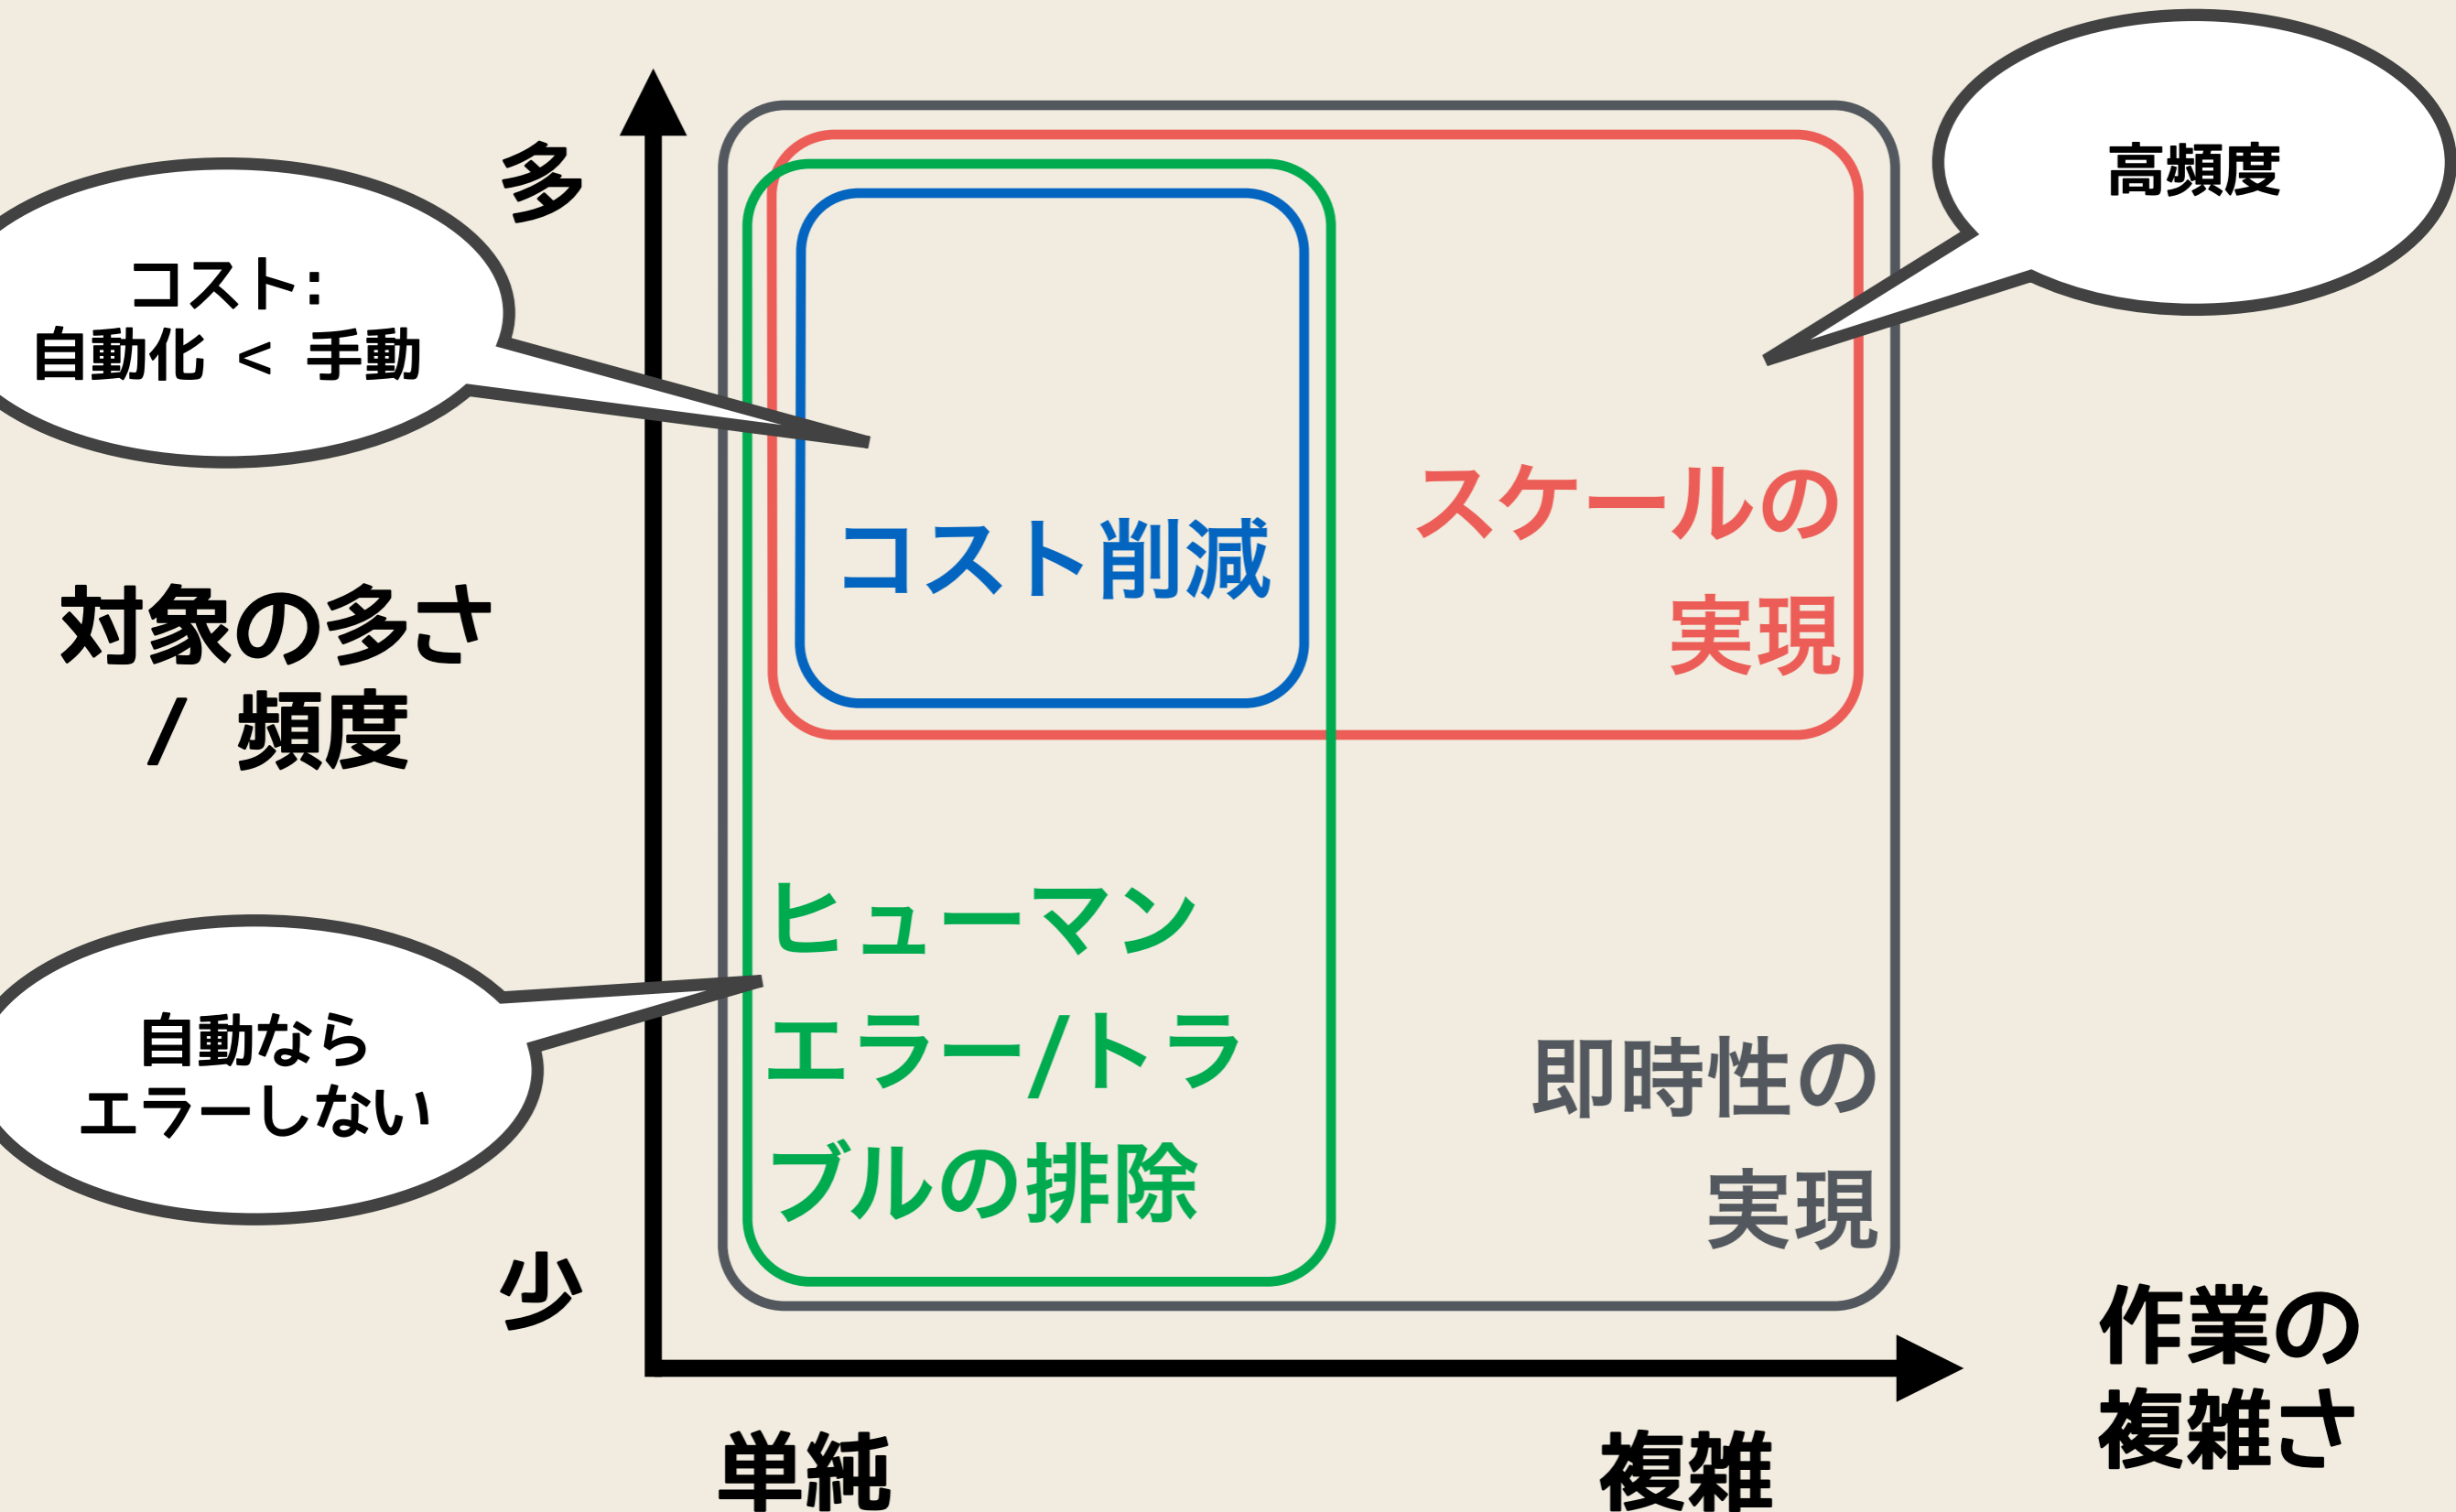 多
高頻度
コスト:
自動化 < 手動
スケールの
実現
コスト削減
対象の多さ
/ 頻度
ヒューマン
エラー/トラ
ブルの排除
自動なら
エラーしない
即時性の
実現
少
作業の
複雑さ
単純
複雑